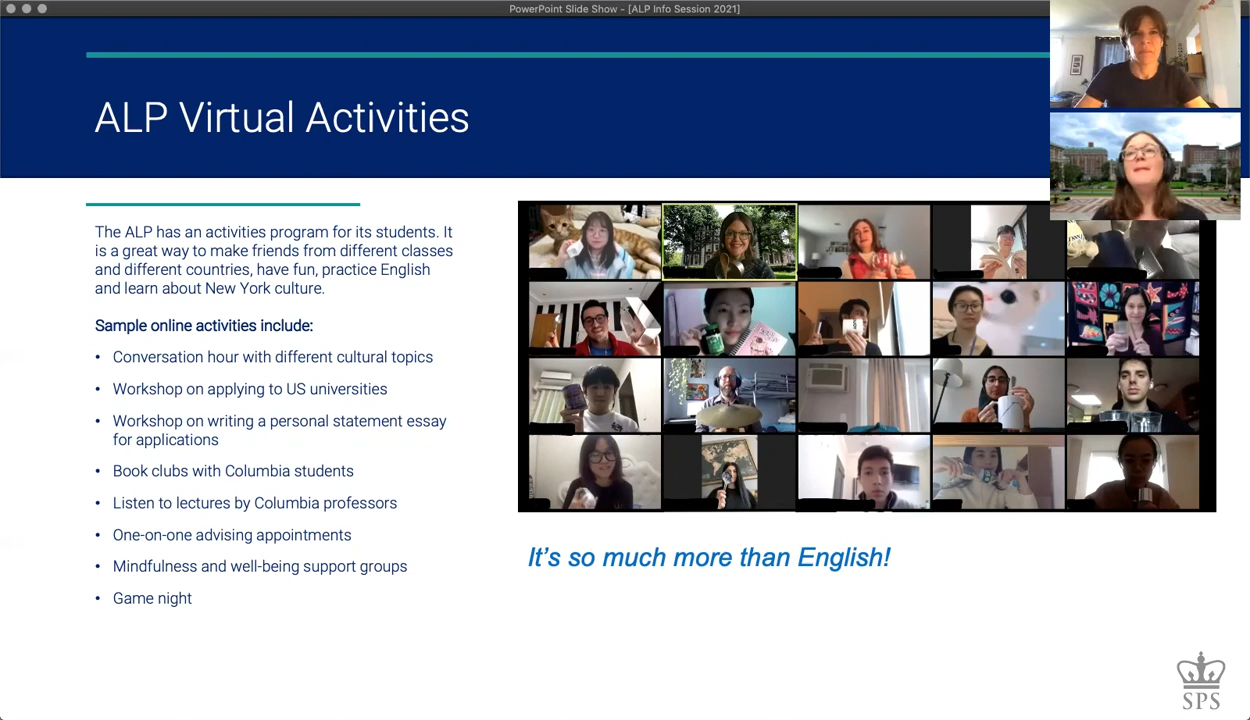 PowerPoint Slide Show - [ALP Info Session 2021]
ALP Virtual Activities
The ALP has an activities program for its students. It
is a great way to make friends from different classes
and different countries, have fun, practice English
and learn about New York culture.
Sample online activities include:
• Conversation hour with different cultural topics
• Workshop on applying to US universities
• Workshop on writing a personal statement essay
for applications
• Book clubs with Columbia students
• Listen to lectures by Columbia professors
• One-on-one advising appointments
• Mindfulness and well-being support groups
• Game night
It's so much more than English!
SPS